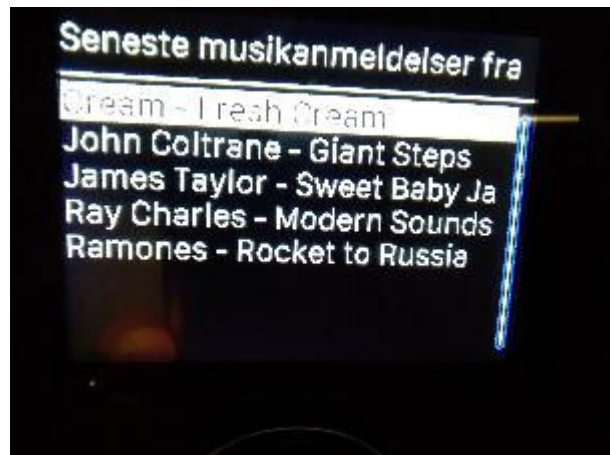 Seneste musikanmeldelser fra
Cream - Fresh Cream
John Coltrane - Giant Steps
James Taylor - Sweet Baby Ja
Ray Charles - Modern Sounds
Ramones - Rocket to Russia